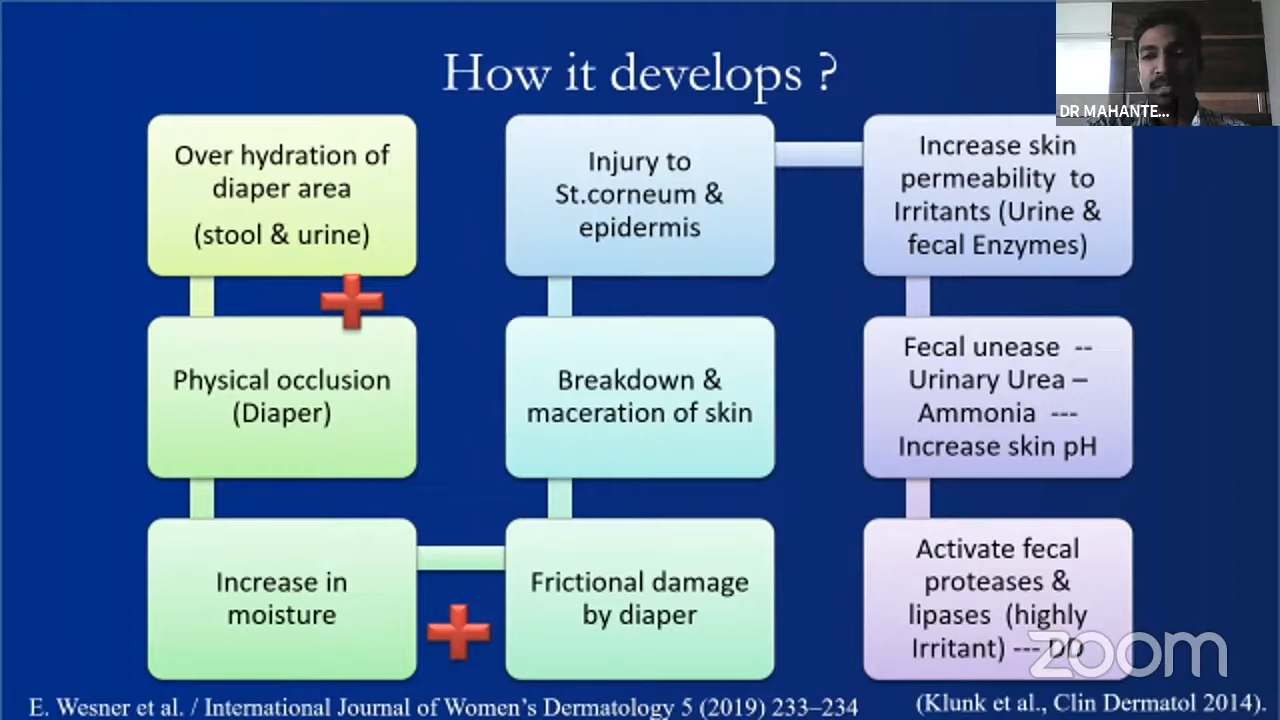 How it develops ?
DR MAHANTE...
Over hydration of
diaper area
(stool & urine)
Physical occlusion
(Diaper)
Increase in
moisture
Frictional damage
by diaper
Breakdown &
maceration of skin
Injury to
St.corneum &
epidermis
Increase skin
permeability to
Irritants (Urine &
fecal Enzymes)
Fecal unease --
Urinary Urea –
Ammonia ---
Increase skin pH
Activate fecal
proteases &
lipases (highly
Irritant) --- DD
zoom
E. Wesner et al. / International Journal of Women's Dermatology 5 (2019) 233–234
(Klunk et al., Clin Dermatol 2014).